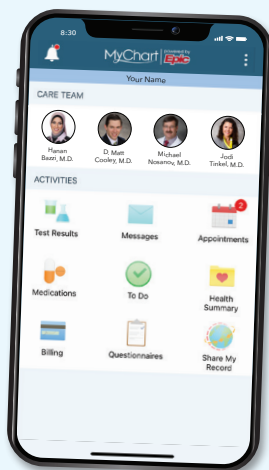 8:30
MyChart powered by Epic
Your Name
CARE TEAM
Hanan Bazzi, M.D.
D. Matt Cooley, M.D.
Michael Nosanov, M.D.
Jodi Tinkel, M.D.
ACTIVITIES
Test Results
Messages
2
Appointments
Medications
To Do
Health Summary
Billing
Questionnaires
Share My Record